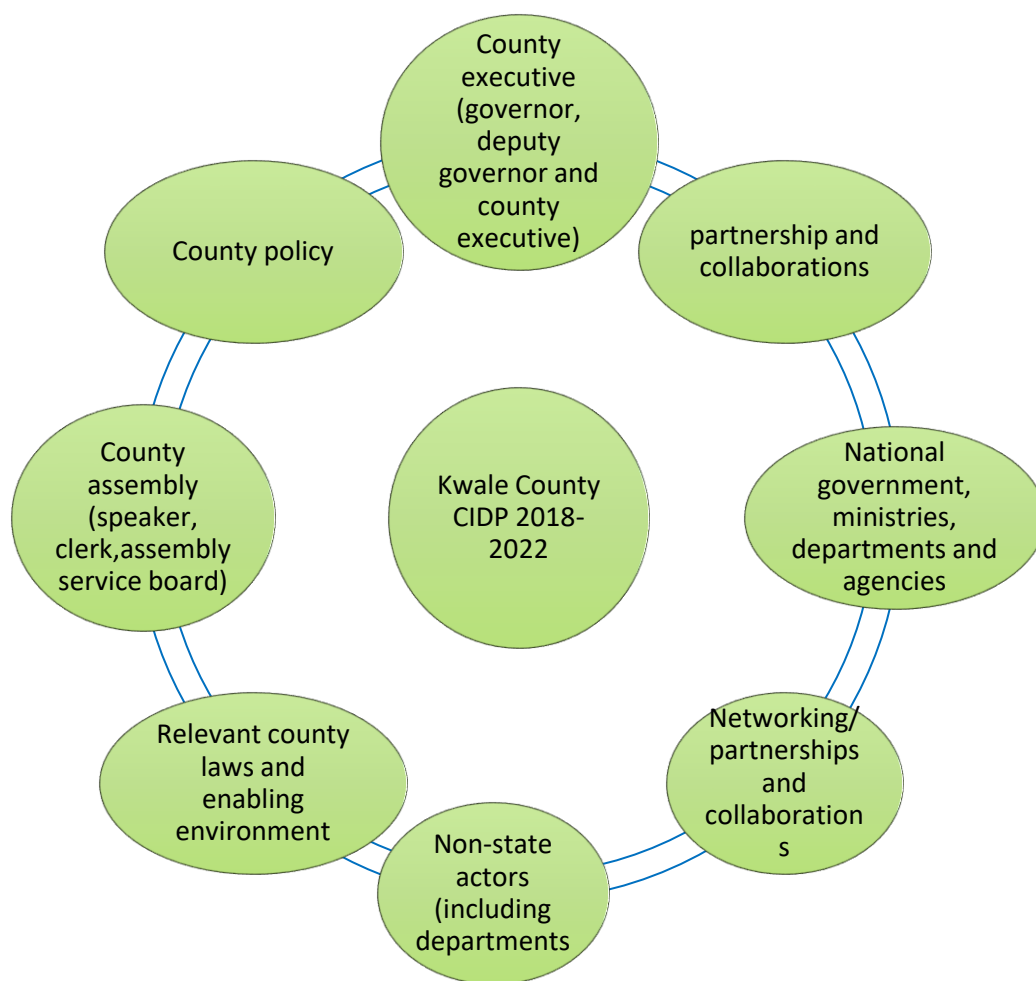 County
executive
(governor,
deputy
governor and
county
executive)
partnership and
collaborations
National
government,
ministries,
departments and
agencies
Networking/
partnerships
and
collaboration
s
Non-state
actors
(including
departments
Relevant county
laws and
enabling
environment
County
assembly
(speaker,
clerk,assembly
service board)
County policy
Kwale County
CIDP 2018-
2022